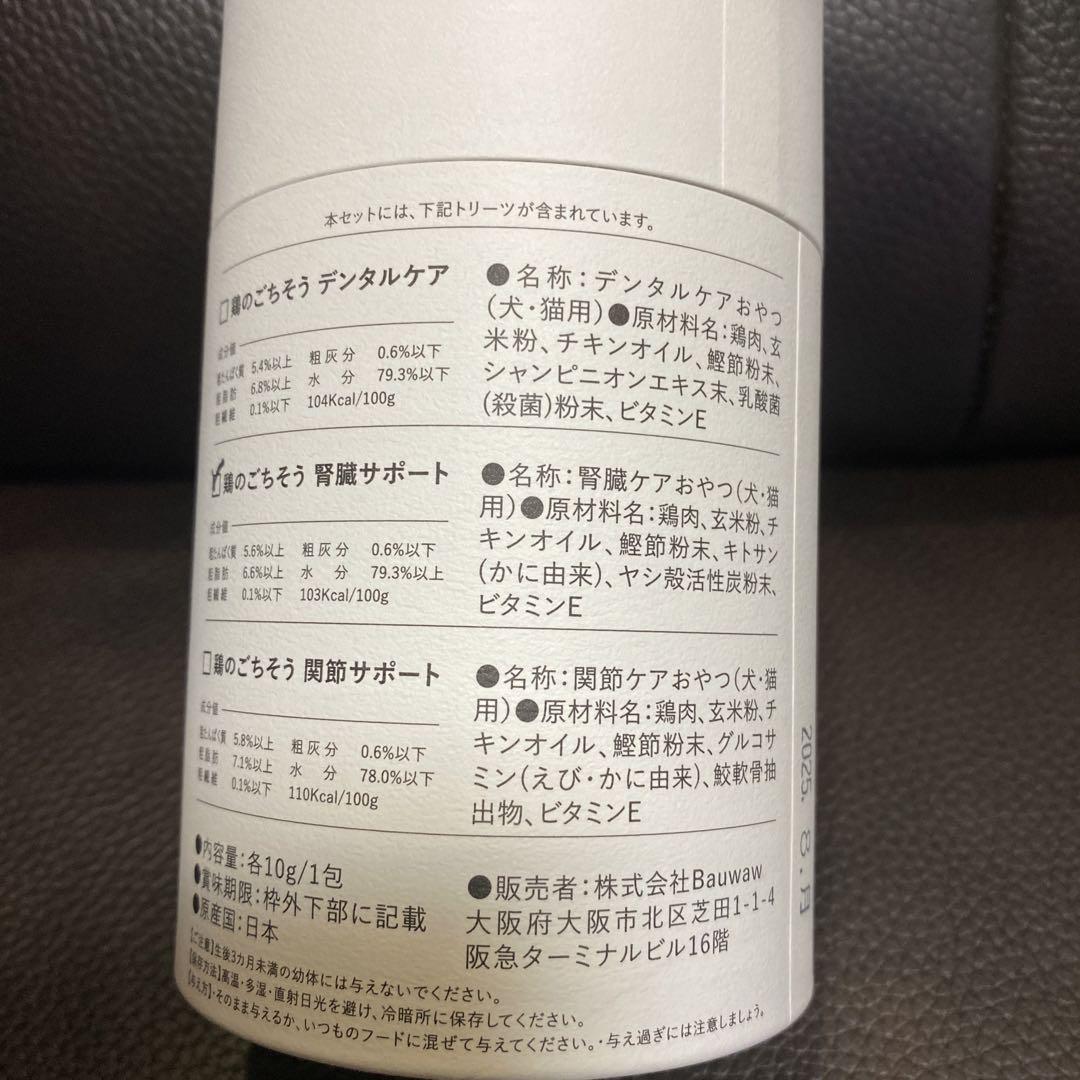 本セットには、下記トリーツが含まれています。
鶏のごちそう デンタルケア
成分値
粗たんぱく質 5.4%以上 粗灰分 0.6%以下
粗脂肪 6.8%以上 水分 79.3%以下
粗繊維 0.1%以下 104Kcal/100g
●名称：デンタルケアおやつ
(犬・猫用)●原材料名：鶏肉、玄
米粉、チキンオイル、鰹節粉末、
シャンピニオンエキス末、乳酸菌
(殺菌)粉末、ビタミンE
鶏のごちそう 腎臓サポート
成分値
粗たんぱく質 5.6%以上 粗灰分 0.6%以下
粗脂肪 6.6%以上 水分 79.3%以上
粗繊維 0.1%以下 103Kcal/100g
●名称：腎臓ケアおやつ(犬・猫
用)●原材料名：鶏肉、玄米粉、チ
キンオイル、鰹節粉末、キトサン
(かに由来)、ヤシ殻活性炭粉末、
ビタミンE
鶏のごちそう 関節サポート
成分値
粗たんぱく質 5.8%以上 粗灰分 0.6%以下
粗脂肪 7.1%以上 水分 78.0%以下
粗繊維 0.1%以下 110Kcal/100g
●名称：関節ケアおやつ(犬・猫
用)●原材料名：鶏肉、玄米粉、チ
キンオイル、鰹節粉末、グルコサ
ミン(えび・かに由来)、鮫軟骨抽
出物、ビタミンE
●内容量：各10g/1包
●賞味期限：枠外下部に記載
●原産国：日本
●販売者：株式会社Bauwaw
大阪府大阪市北区芝田1-1-4
阪急ターミナルビル16階
【ご注意】生後3カ月未満の幼体には与えないでください。
【保存方法】高温・多湿・直射日光を避け、冷暗所に保存してください。
【与え方】・そのまま与えるか、いつものフードに混ぜて与えてください。・与え過ぎには注意しましょう。
2025. 8.月